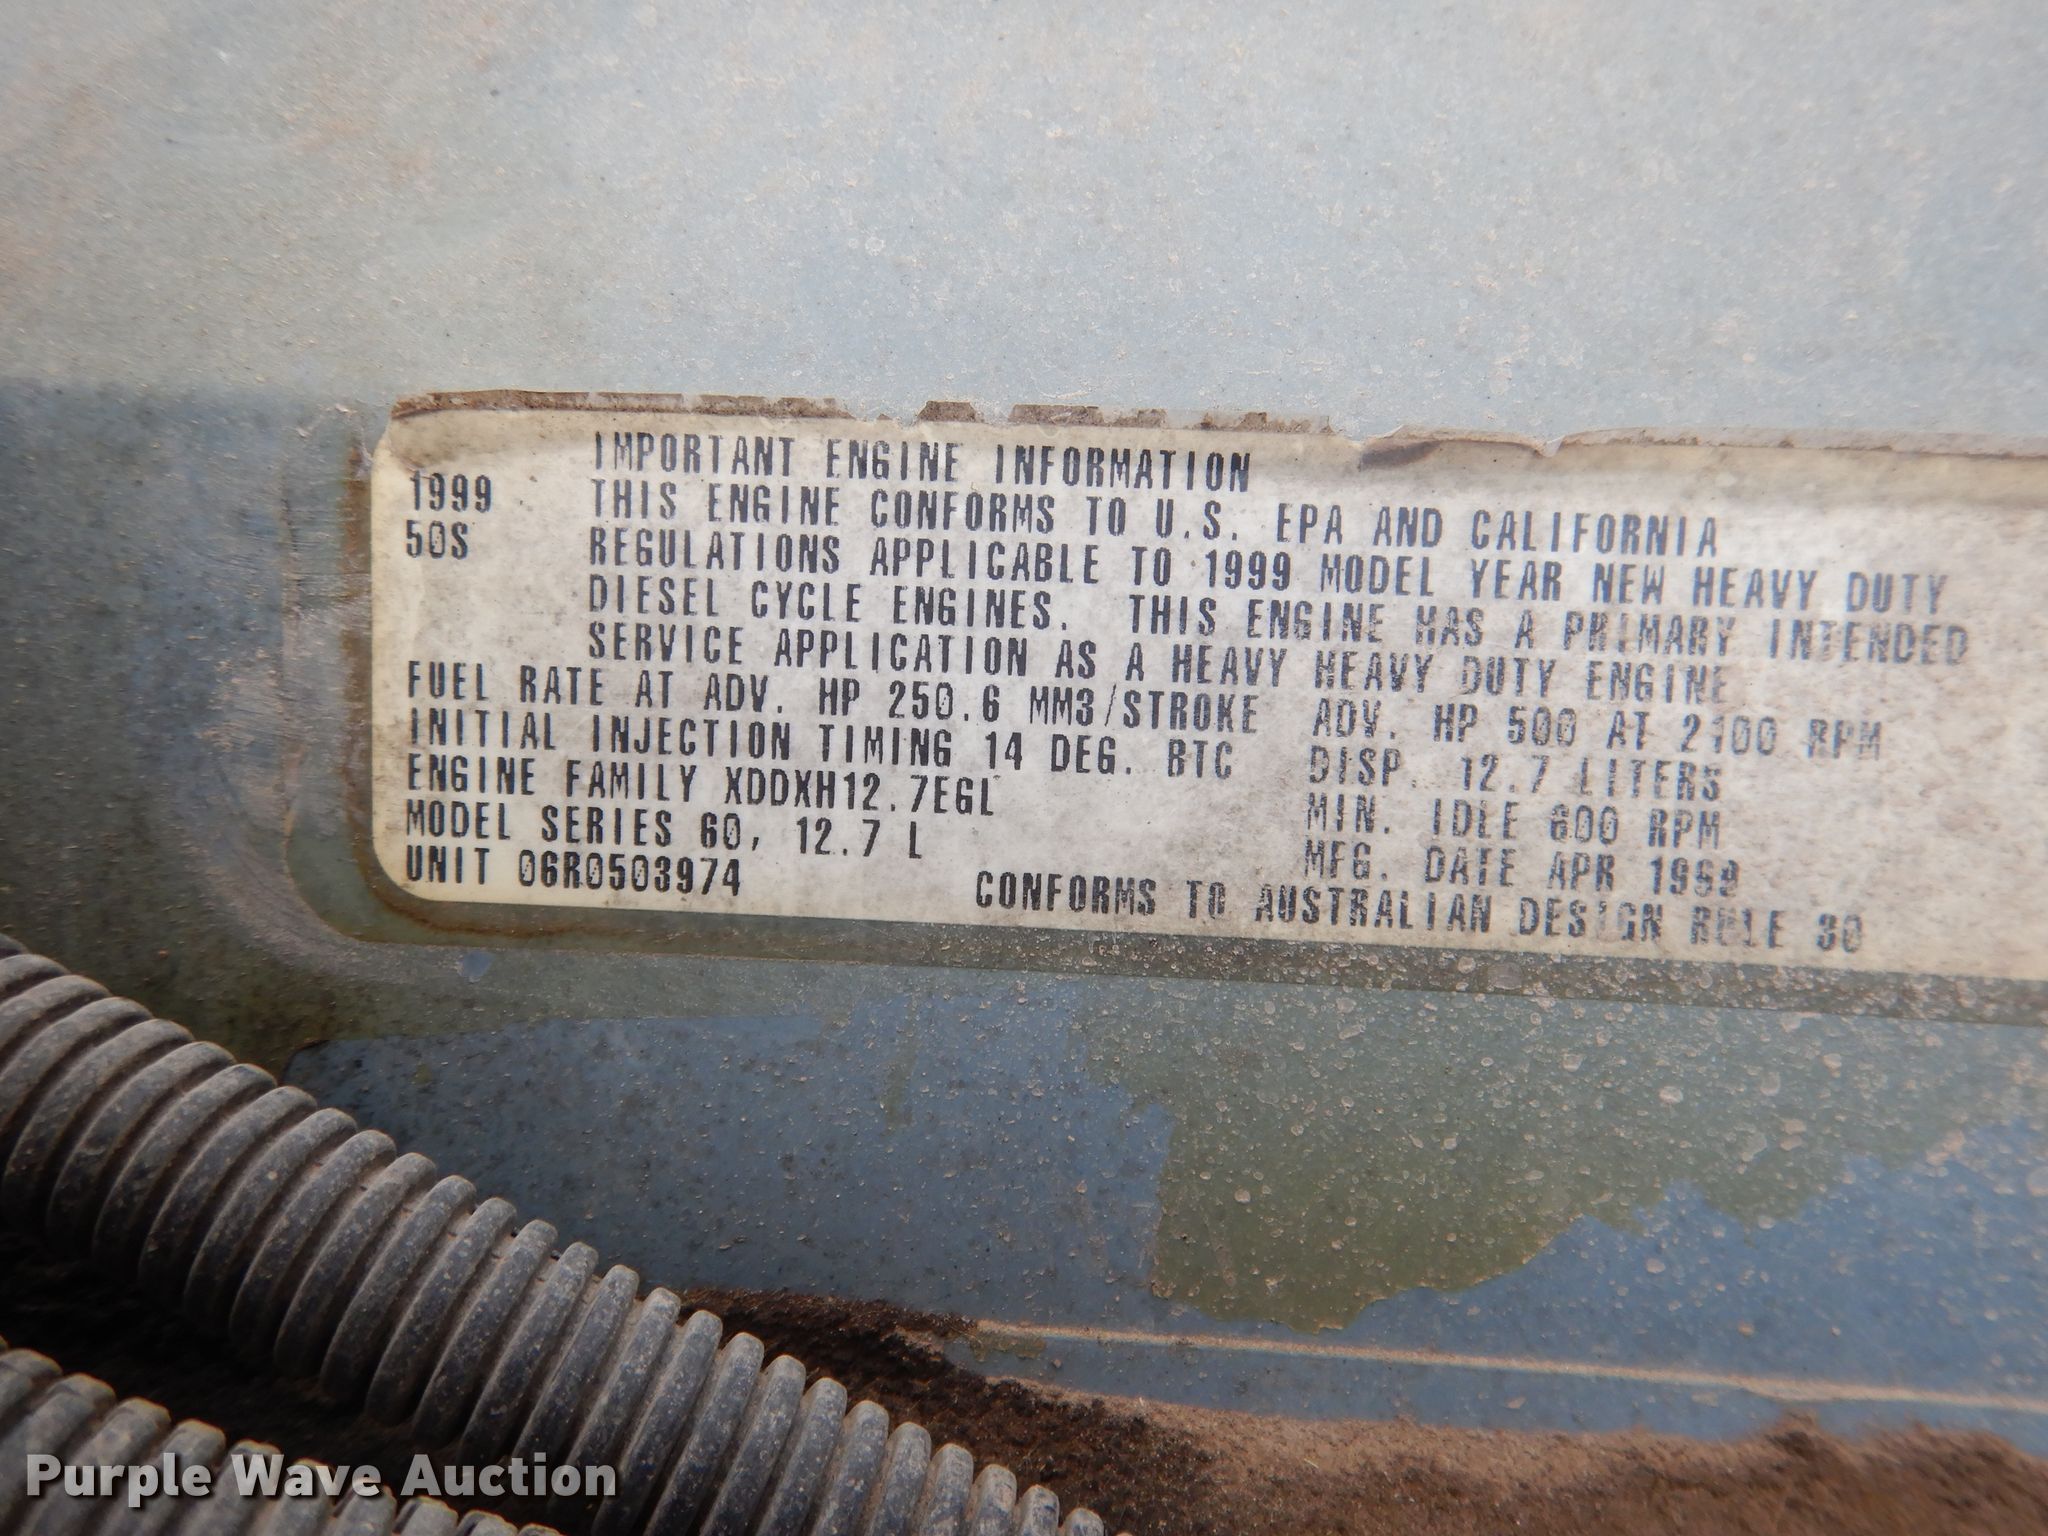 IMPORTANT ENGINE INFORMATION
1999 THIS ENGINE CONFORMS TO U.S. EPA AND CALIFORNIA
50S REGULATIONS APPLICABLE TO 1999 MODEL YEAR NEW HEAVY DUTY
DIESEL CYCLE ENGINES. THIS ENGINE HAS A PRIMARY INTENDED
SERVICE APPLICATION AS A HEAVY HEAVY DUTY ENGINE
FUEL RATE AT ADV. HP 250.6 MM3/STROKE ADV. HP 500 AT 2100 RPM
INITIAL INJECTION TIMING 14 DEG. BTC DISP. 12.7 LITERS
ENGINE FAMILY XDDXH12.7EGL MIN. IDLE 600 RPM
MODEL SERIES 60, 12.7 L MFG. DATE APR 1999
UNIT 06R0503974 CONFORMS TO AUSTRALIAN DESIGN RULE 30
Purple Wave Auction